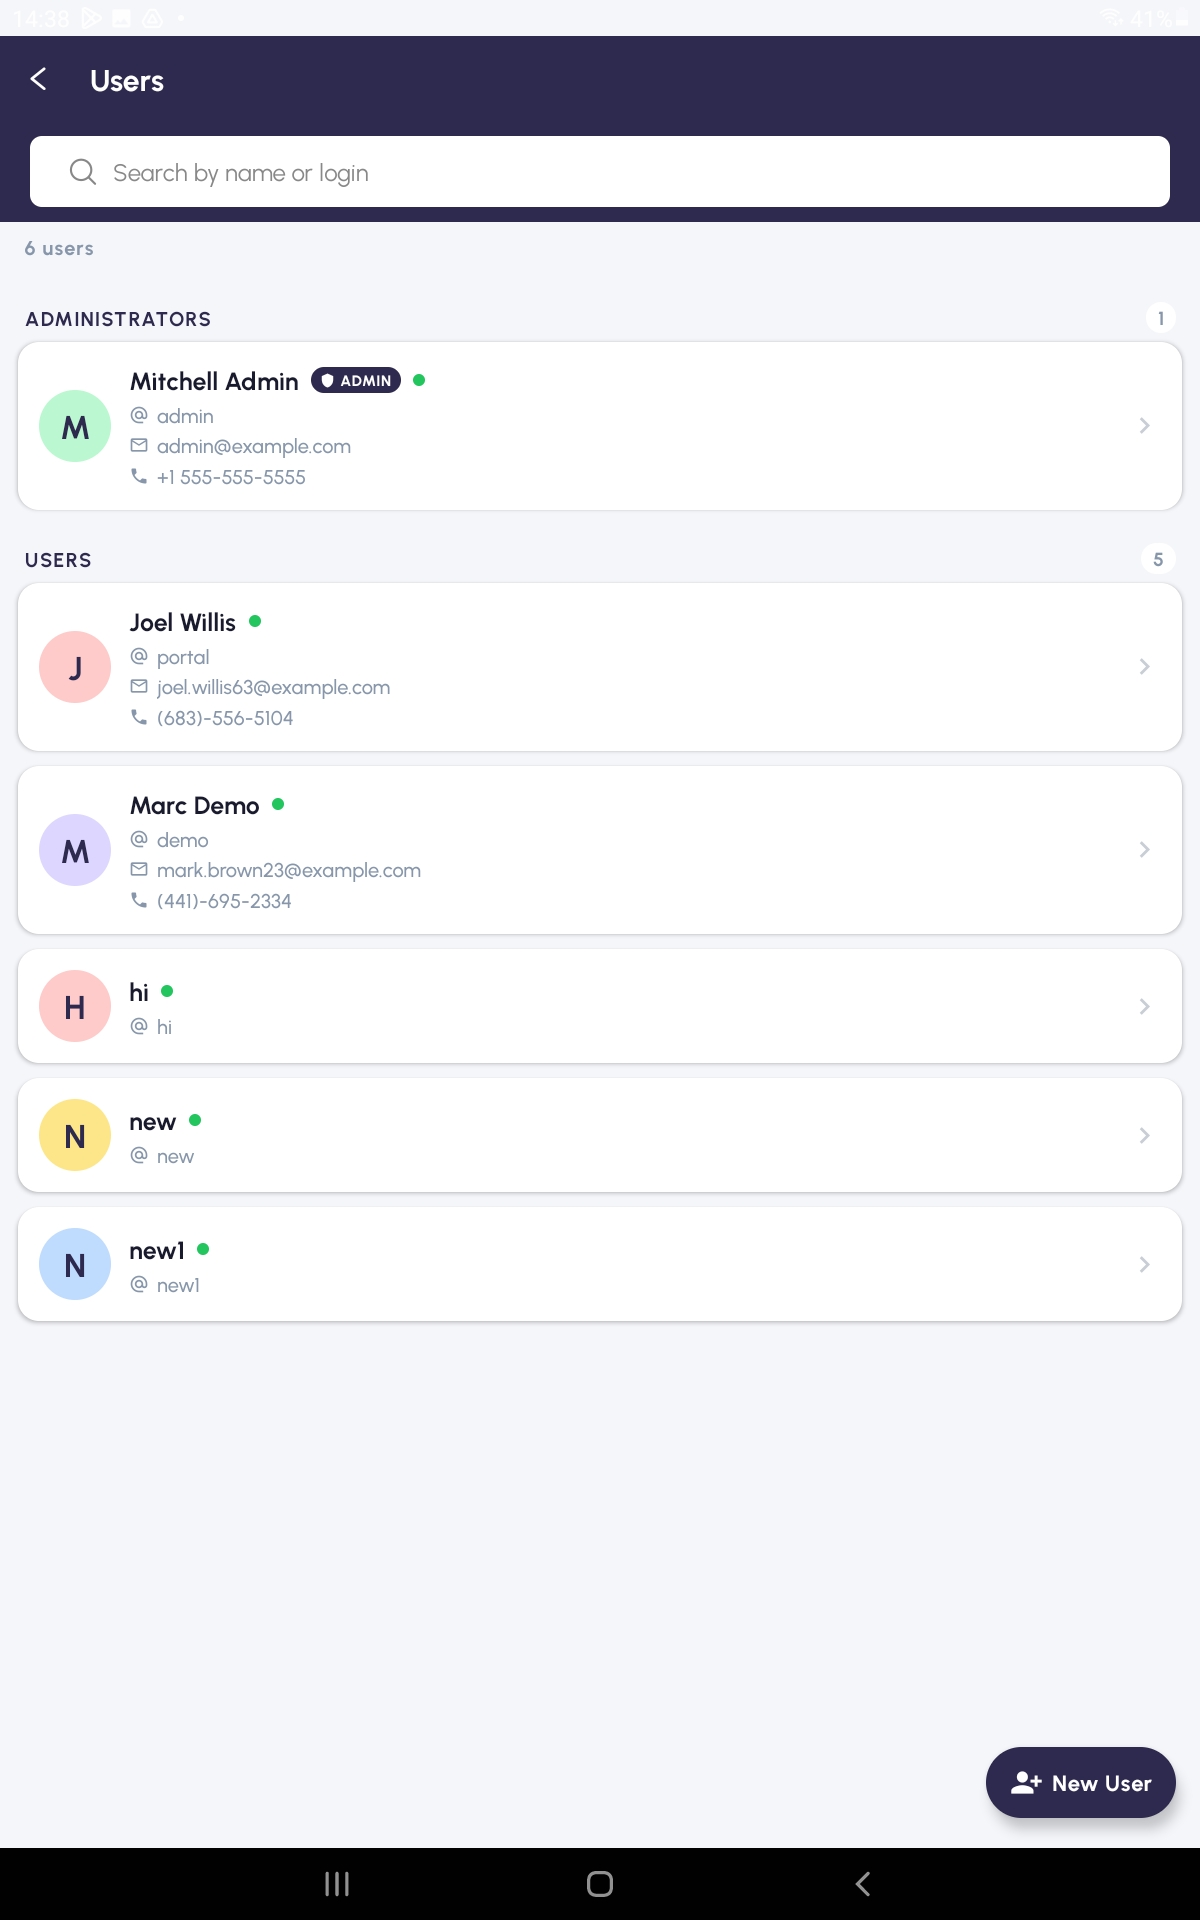 14:38 41%
Users
Search by name or login
6 users
ADMINISTRATORS 1
M
Mitchell Admin ADMIN
admin
admin@example.com
+1 555-555-5555
USERS 5
J
Joel Willis
portal
joel.willis63@example.com
(683)-556-5104
M
Marc Demo
demo
mark.brown23@example.com
(441)-695-2334
H
hi
hi
N
new
new
N
new1
new1
New User